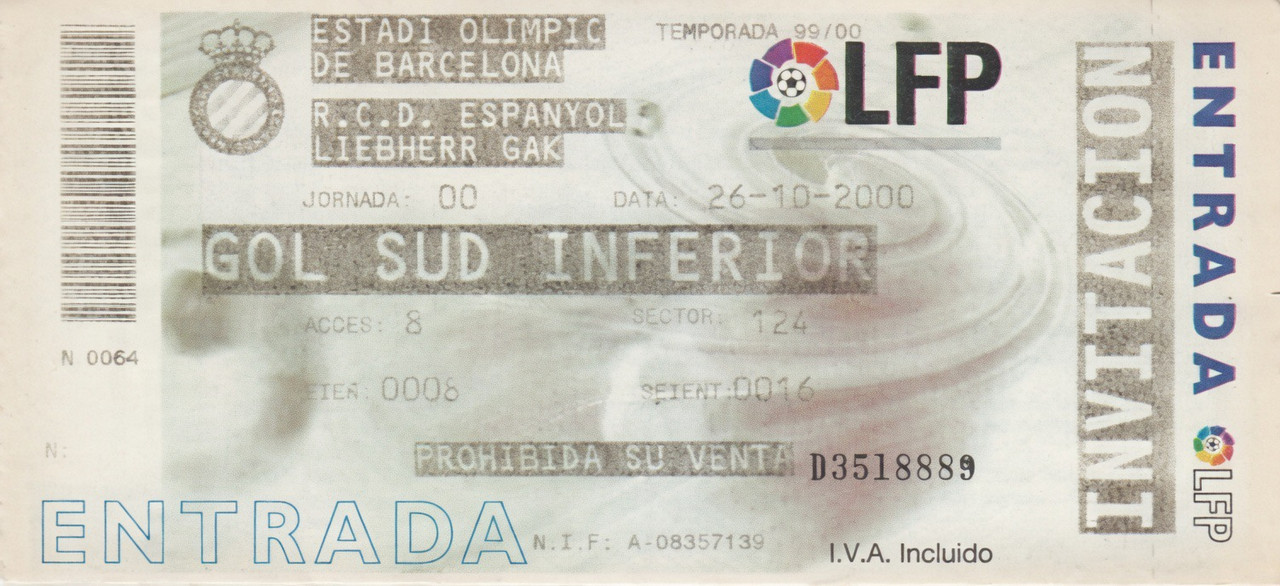 ESTADI OLIMPIC
DE BARCELONA
TEMPORADA 99/00
LFP
R.C.D. ESPANYOL
LIEBHERR GAK
JORNADA: 00 DATA: 26-10-2000
GOL SUD INFERIOR
ACCES: 8 SECTOR: 124
0008 SEIENT:0016
N 0064
N:
PROHIBIDA SU VENTA D3518889
ENTRADA N.I.F: A-08357139 I.V.A. Incluido
INVITACION
ENTRADA LFP